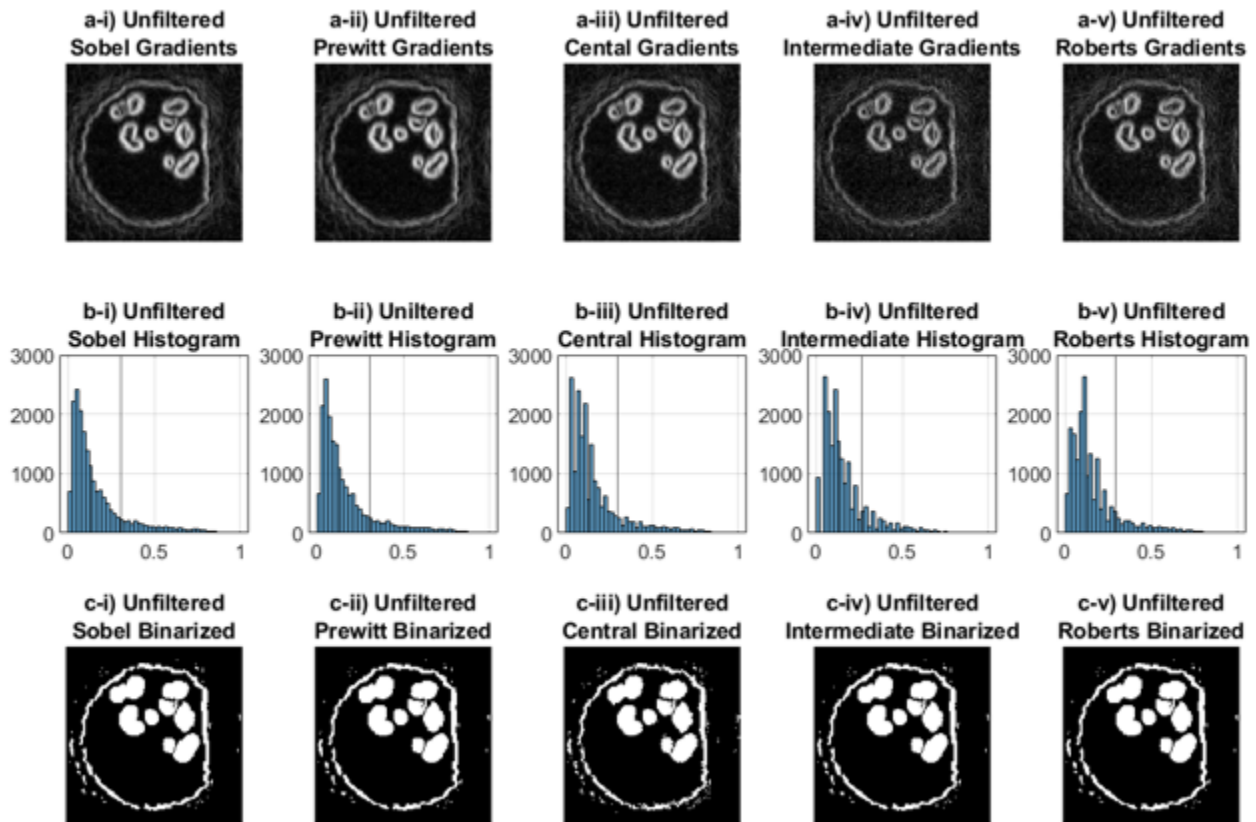 a-i) Unfiltered
Sobel Gradients
a-ii) Unfiltered
Prewitt Gradients
a-iii) Unfiltered
Cental Gradients
a-iv) Unfiltered
Intermediate Gradients
a-v) Unfiltered
Roberts Gradients
b-i) Unfiltered
Sobel Histogram
3000
2000
1000
0
0
0.5
1
b-ii) Uniltered
Prewitt Histogram
3000
2000
1000
0
0
0.5
1
b-iii) Unfiltered
Central Histogram
3000
2000
1000
0
0
0.5
1
b-iv) Unfiltered
Intermediate Histogram
3000
2000
1000
0
0
0.5
1
b-v) Unfiltered
Roberts Histogram
3000
2000
1000
0
0
0.5
1
c-i) Unfiltered
Sobel Binarized
c-ii) Unfiltered
Prewitt Binarized
c-iii) Unfiltered
Central Binarized
c-iv) Unfiltered
Intermediate Binarized
c-v) Unfiltered
Roberts Binarized